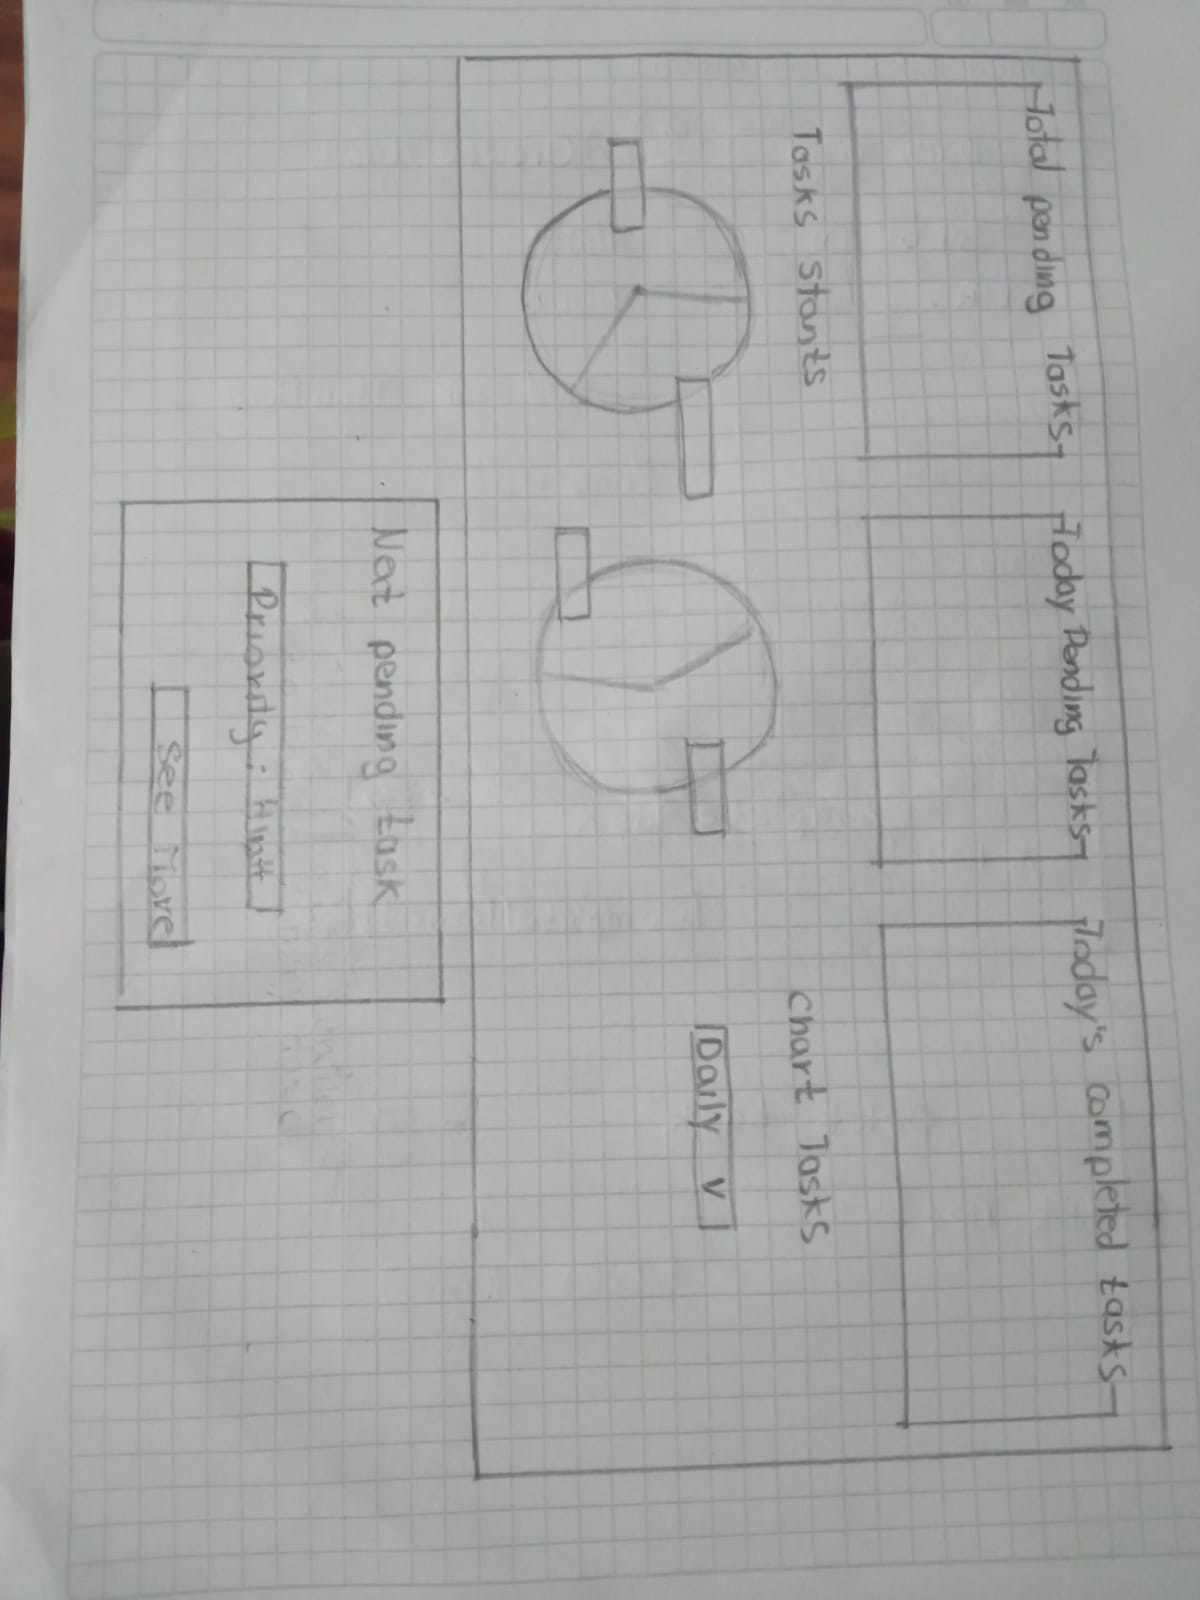 Total pending Tasks
Today Pending Tasks
Today's completed tasks
Tasks stants
Chart Tasks
Daily v
Next pending task
Priority:
See More